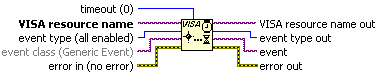 timeout (0)
VISA resource name
VISA
VISA resource name out
event type (all enabled)
event type out
event class (Generic Event)
event
error in (no error)
error out